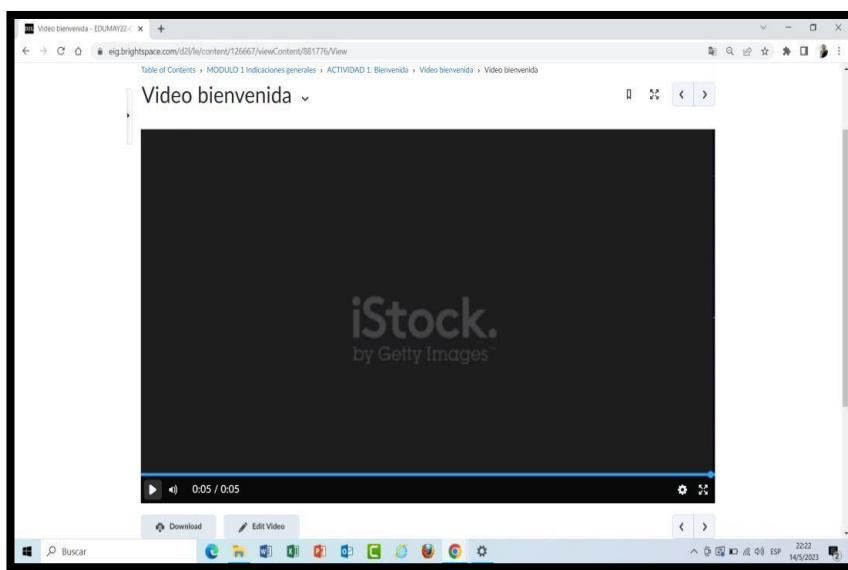 Video bienvenida - EDUMAY22-
eig.brightspace.com/d2l/le/content/126667/viewContent/881776/View
Table of Contents › MODULO 1 Indicaciones generales › ACTIVIDAD 1. Bienvenida › Video bienvenida › Video bienvenida
Video bienvenida
iStock.
by Getty Images™
0:05 / 0:05
Download Edit Video
Buscar
ESP
22:22
14/5/2023
2